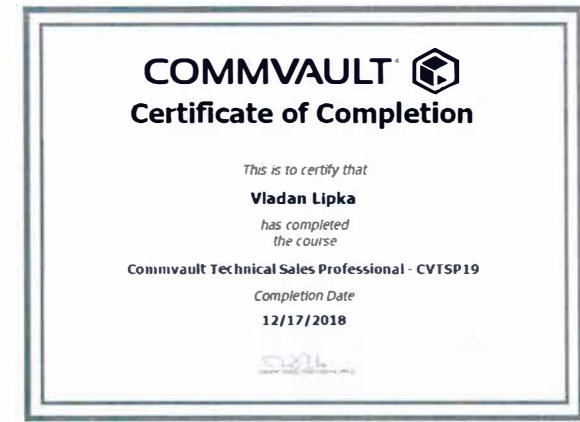 COMMVAULT
Certificate of Completion
This is to certify that
Vladan Lipka
has completed
the course
Commvault Technical Sales Professional - CVTSP19
Completion Date
12/17/2018